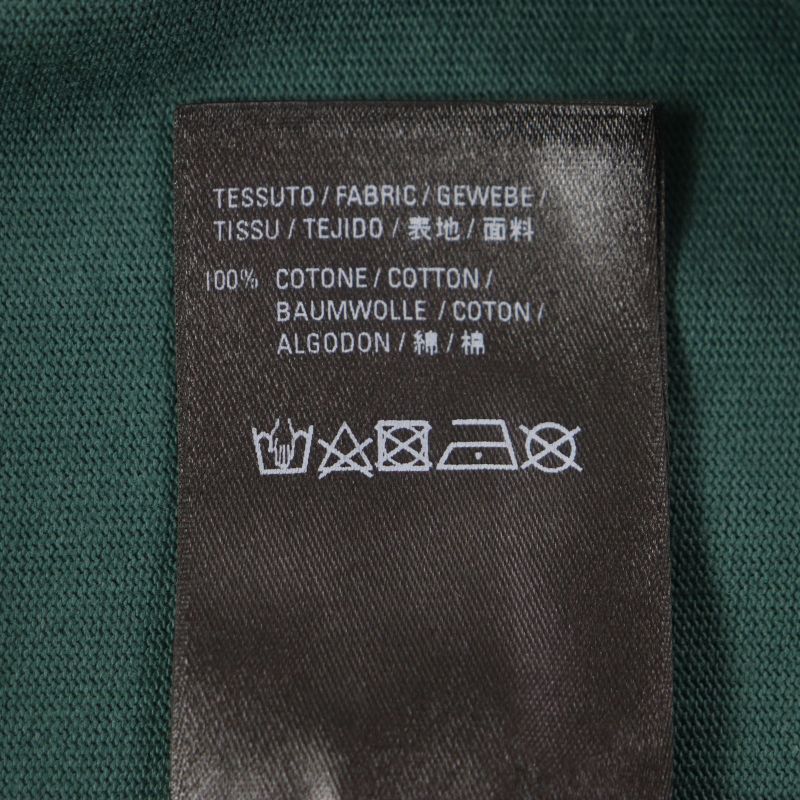 TESSUTO / FABRIC / GEWEBE /
TISSU / TEJIDO / 表地 / 面料
100% COTONE / COTTON /
BAUMWOLLE / COTON /
ALGODON / 綿 / 棉